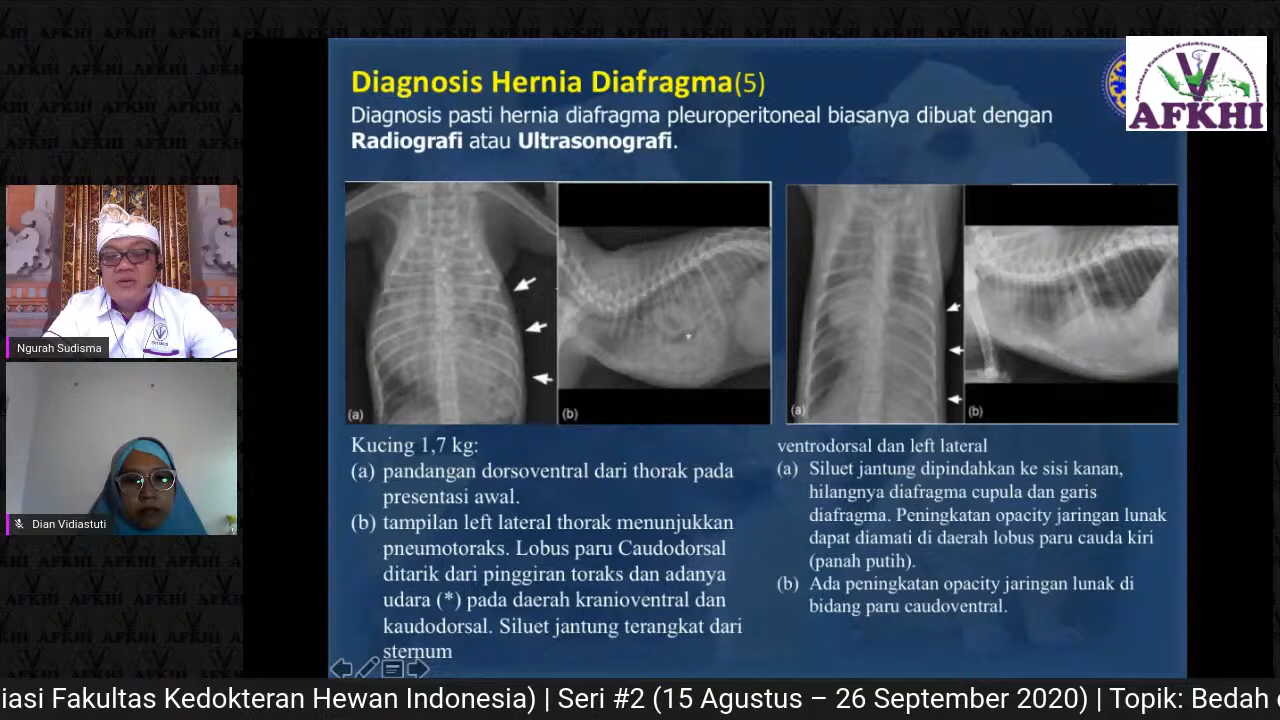 Diagnosis Hernia Diafragma(5)
Diagnosis pasti hernia diafragma pleuroperitoneal biasanya dibuat dengan
Radiografi atau Ultrasonografi.
AFKHI
(a)
(b)
(a)
(b)
Kucing 1,7 kg:
(a) pandangan dorsoventral dari thorak pada
presentasi awal.
(b) tampilan left lateral thorak menunjukkan
pneumotoraks. Lobus paru Caudodorsal
ditarik dari pinggiran toraks dan adanya
udara (*) pada daerah kranioventral dan
kaudodorsal. Siluet jantung terangkat dari
sternum
ventrodorsal dan left lateral
(a) Siluet jantung dipindahkan ke sisi kanan,
hilangnya diafragma cupula dan garis
diafragma. Peningkatan opacity jaringan lunak
dapat diamati di daerah lobus paru cauda kiri
(panah putih).
(b) Ada peningkatan opacity jaringan lunak di
bidang paru caudoventral.
Ngurah Sudisma
Dian Vidiastuti
iasi Fakultas Kedokteran Hewan Indonesia) | Seri #2 (15 Agustus – 26 September 2020) | Topik: Bedah